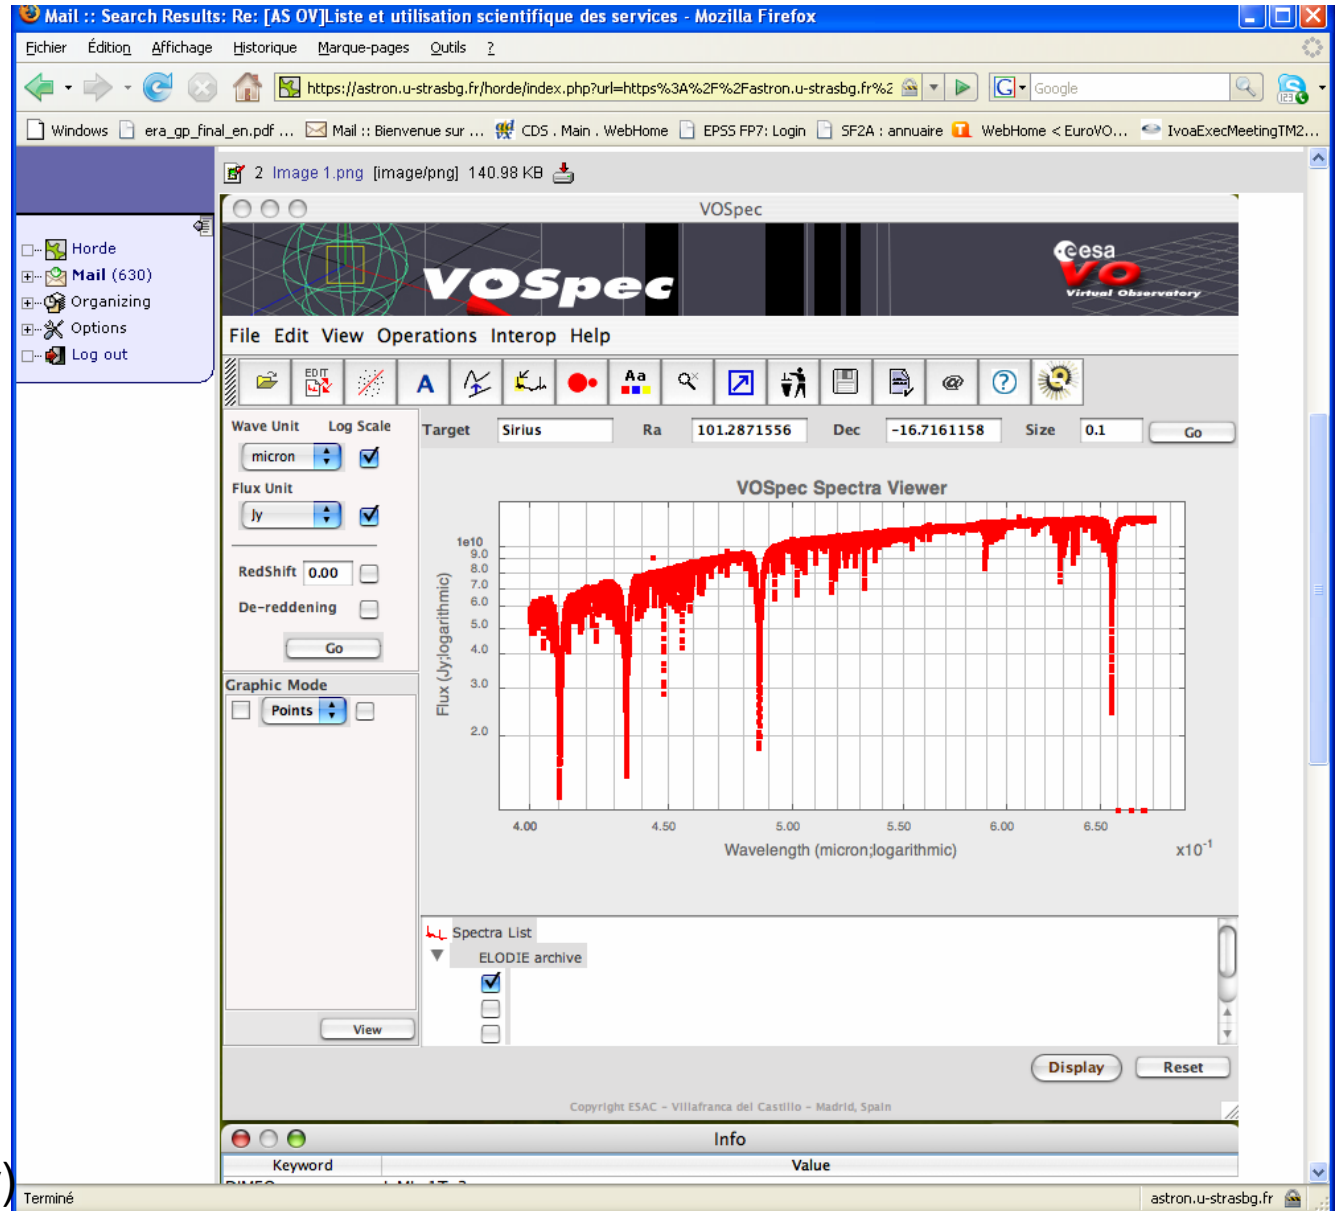 Mail :: Search Results: Re: [AS OV]Liste et utilisation scientifique des services - Mozilla Firefox
Fichier Édition Affichage Historique Marque-pages Outils ?
https://astron.u-strasbg.fr/horde/index.php?url=https%3A%2F%2Fastron.u-strasbg.fr%2 G Google
Windows era_gp_final_en.pdf ... Mail :: Bienvenue sur ... CDS . Main . WebHome EPSS FP7: Login SF2A : annuaire WebHome < EuroVO... IvoaExecMeetingTM2...
2 Image 1.png [image/png] 140.98 KB
Horde
Mail (630)
Organizing
Options
Log out
VOSpec
VOSpec
esa
VO
Virtual Observatory
File Edit View Operations Interop Help
EDIT A Aa @ ?
Wave Unit Log Scale
micron
Flux Unit
Jy
RedShift 0.00
De-reddening
Go
Graphic Mode
Points
View
Target Sirius Ra 101.2871556 Dec -16.7161158 Size 0.1 Go
VOSpec Spectra Viewer
1e10
9.0
8.0
7.0
6.0
5.0
4.0
3.0
2.0
Flux (Jy;logarithmic)
4.00 4.50 5.00 5.50 6.00 6.50
Wavelength (micron;logarithmic) x10-1
Spectra List
ELODIE archive
Display Reset
Copyright ESAC - Villafranca del Castillo - Madrid, Spain
Info
Keyword Value
)
Terminé astron.u-strasbg.fr